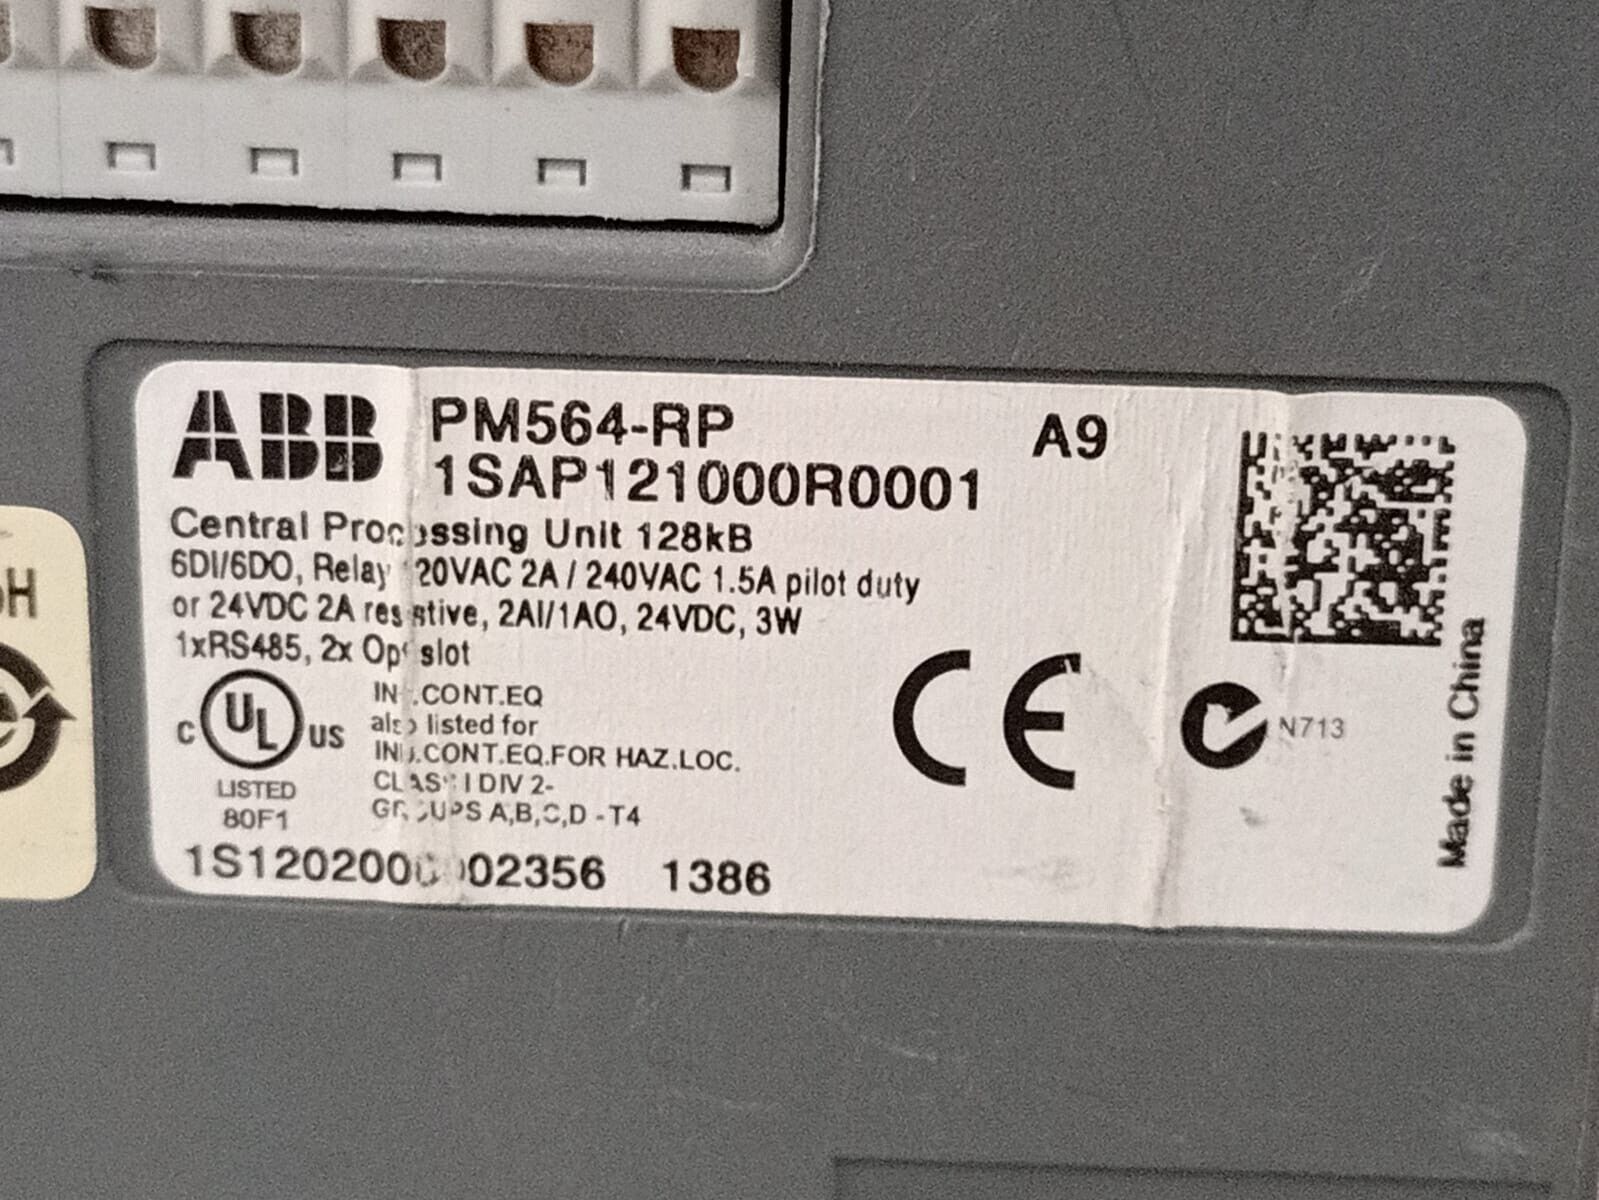 ABB
PM564-RP
A9
1SAP121000R0001
Central Processing Unit 128kB
6DI/6DO, Relay 120VAC 2A / 240VAC 1.5A pilot duty
or 24VDC 2A resistive, 2AI/1AO, 24VDC, 3W
1xRS485, 2x Opt slot
C UL US
LISTED
80F1
IND.CONT.EQ
also listed for
IND.CONT.EQ.FOR HAZ.LOC.
CLASS I DIV 2-
GROUPS A,B,C,D -T4
CE
N713
Made in China
1386